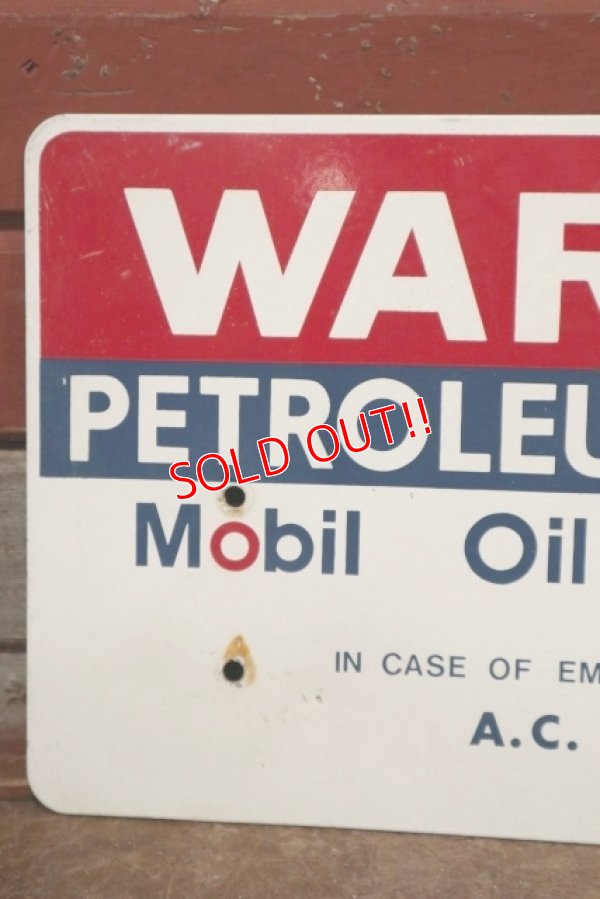 WAR
PETROLEU
SOLD OUT!!
Mobil Oil
IN CASE OF EM
A.C.